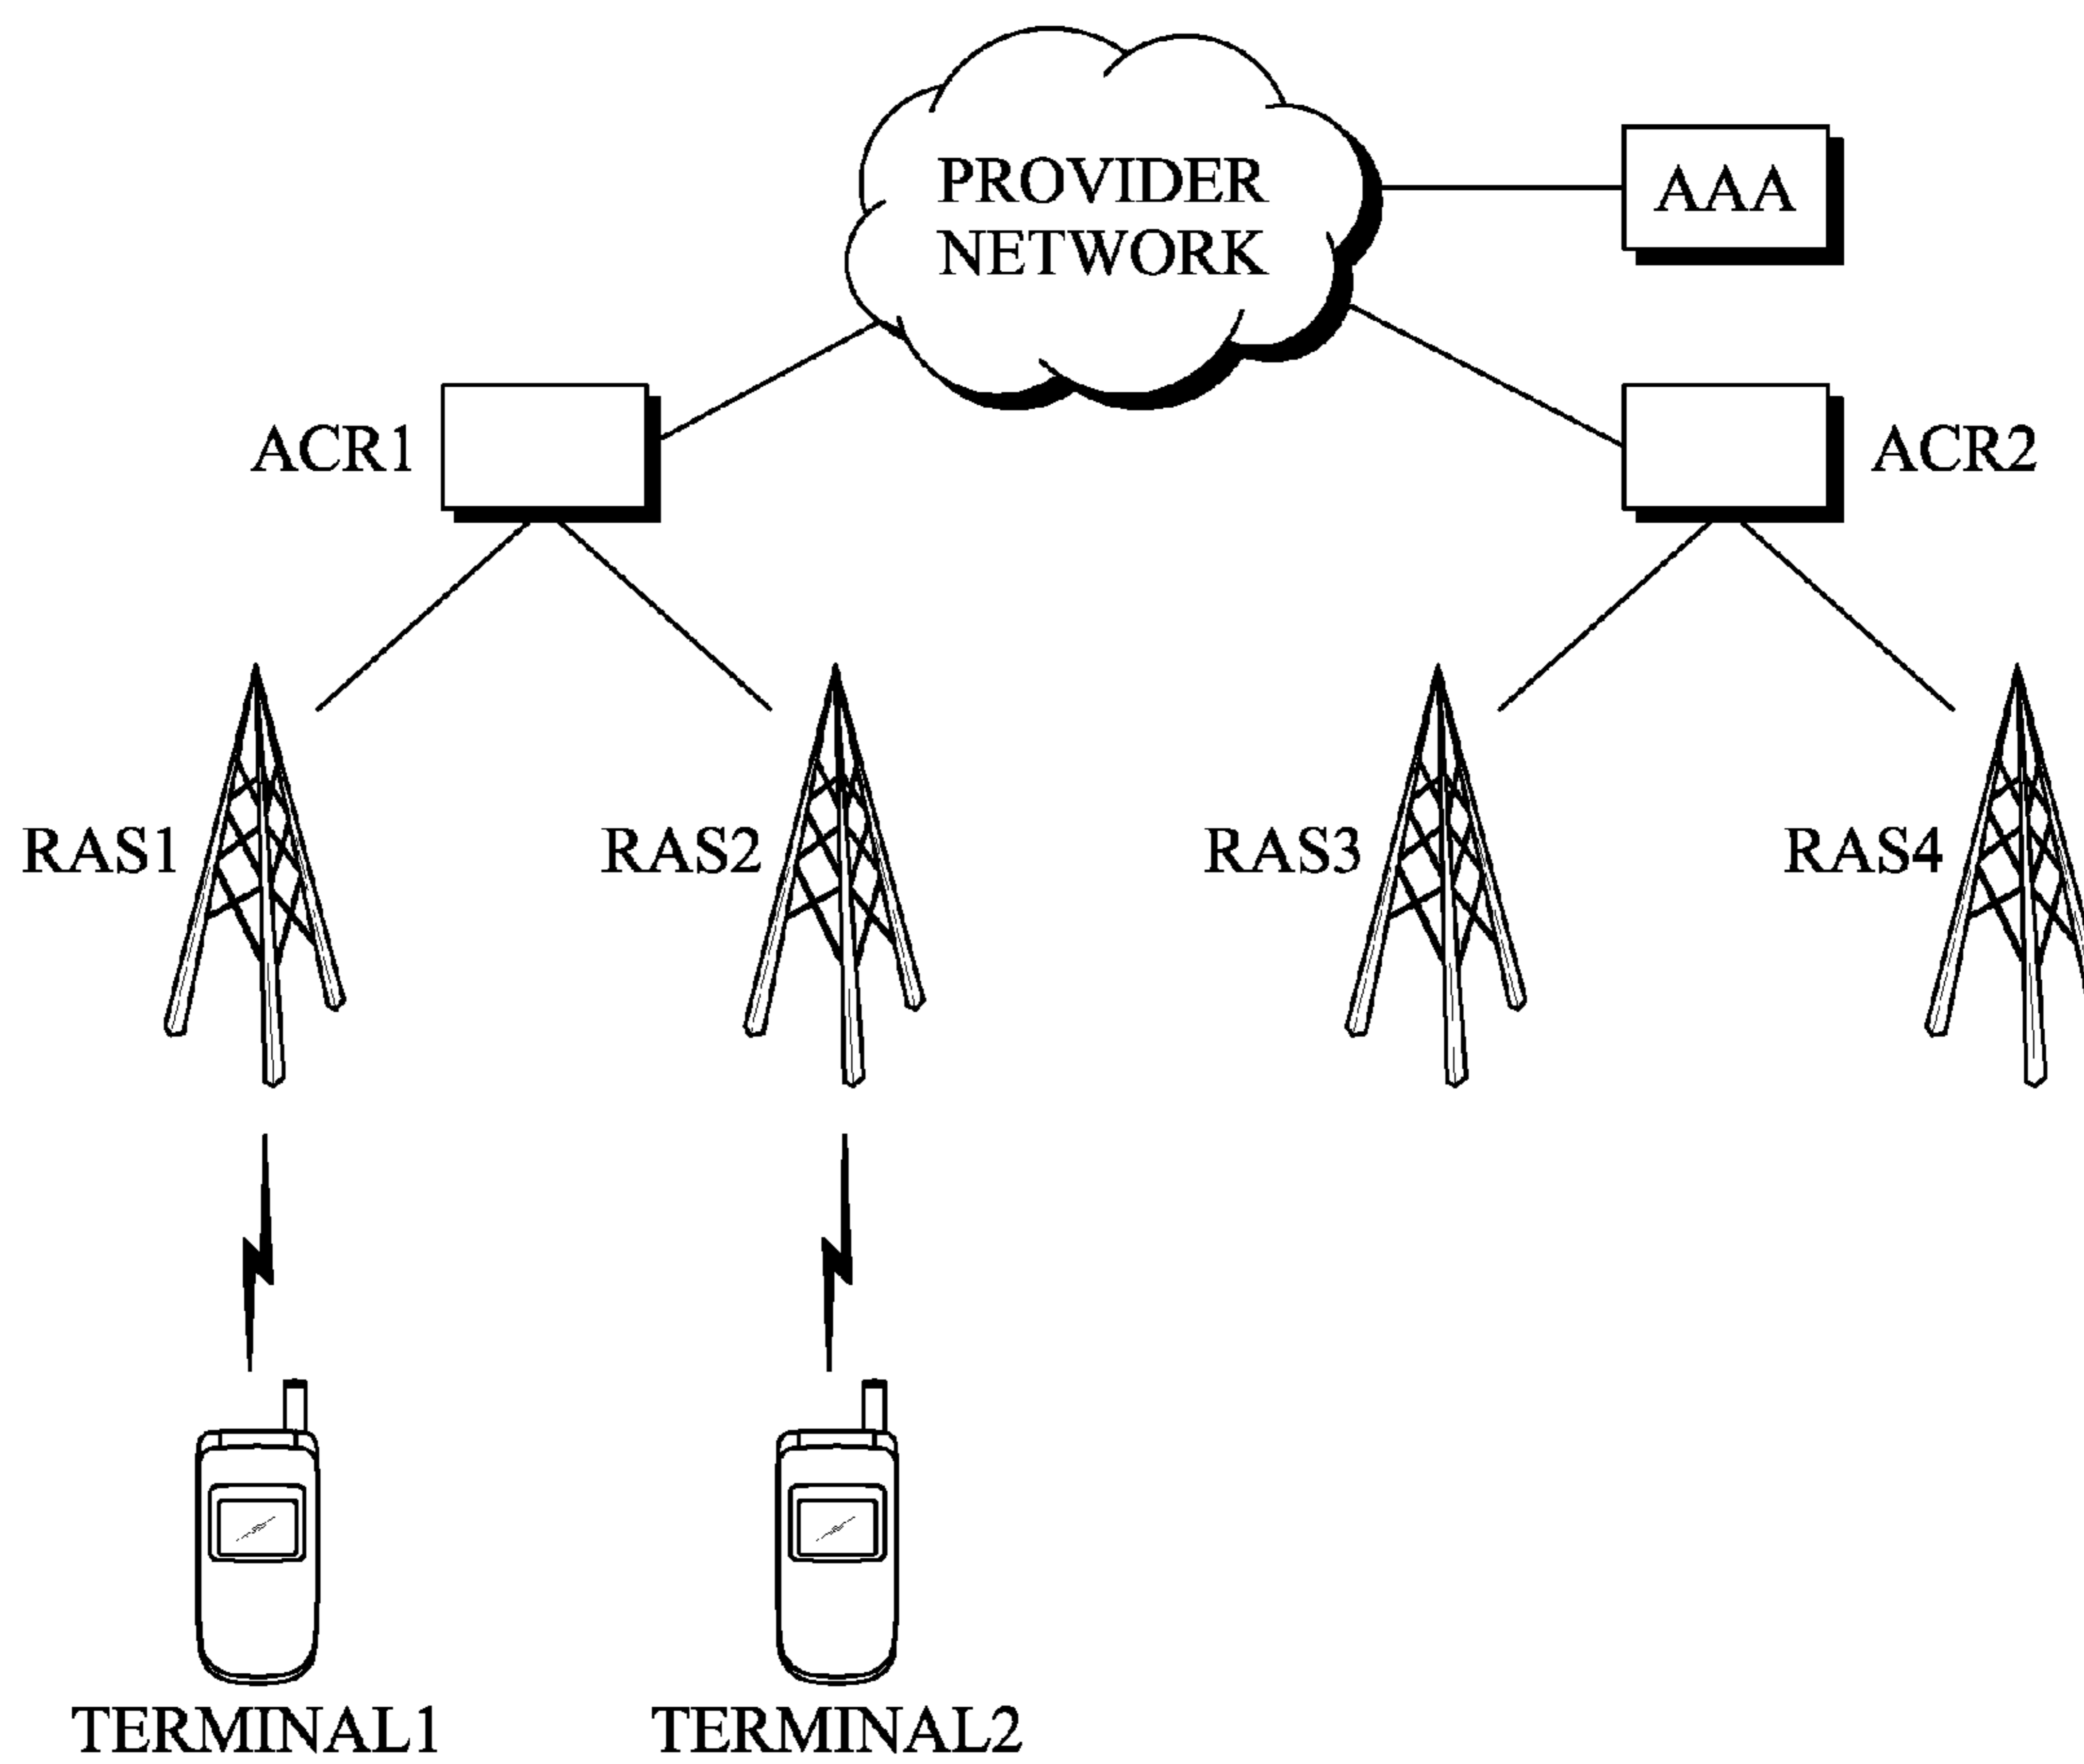 PROVIDER
NETWORK
AAA
ACR1
ACR2
RAS1
RAS2
RAS3
RAS4
TERMINAL1
TERMINAL2